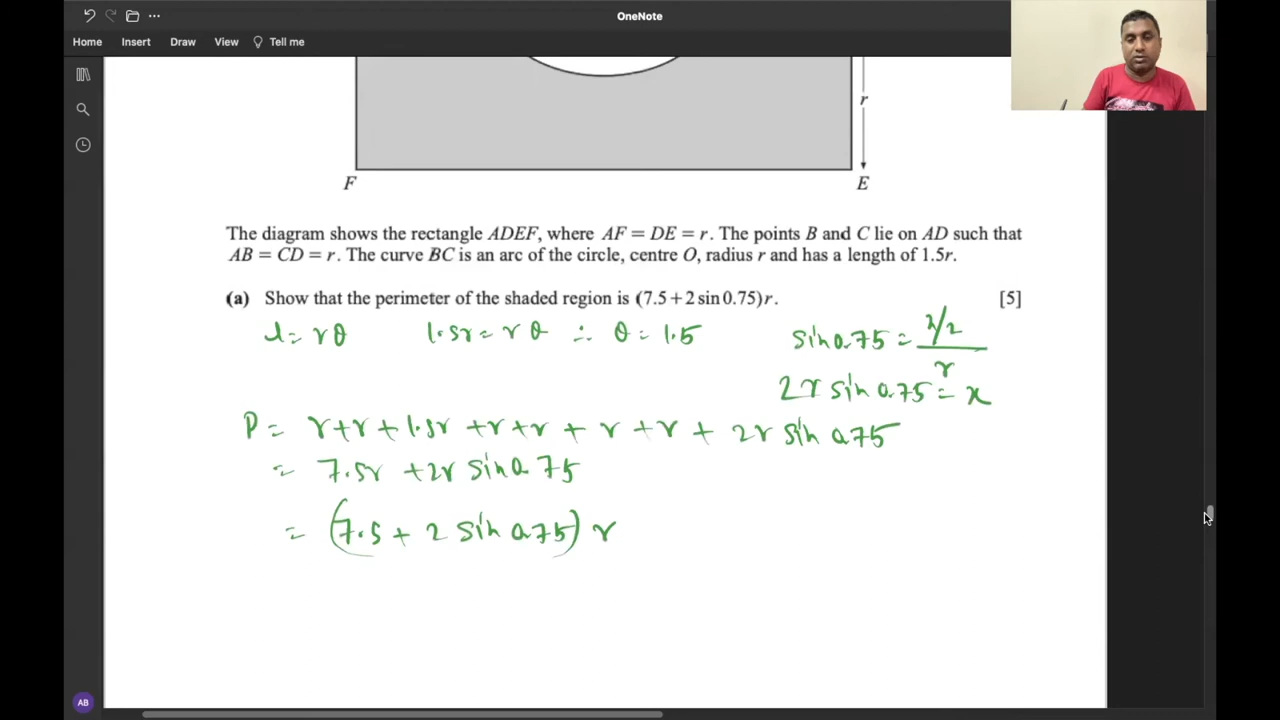 OneNote
Home Insert Draw View Tell me
r
F E
The diagram shows the rectangle ADEF, where AF = DE = r. The points B and C lie on AD such that
AB = CD = r. The curve BC is an arc of the circle, centre O, radius r and has a length of 1.5r.
(a) Show that the perimeter of the shaded region is (7.5 + 2 sin 0.75)r. [5]
l = rθ 1.5r = rθ ∴ θ = 1.5 sin 0.75 = x/2 / r
2r sin 0.75 = x
P = r+r+1.5r+r+r+r+r+2r sin 0.75
= 7.5r + 2r sin 0.75
= (7.5 + 2 sin 0.75) r
AB